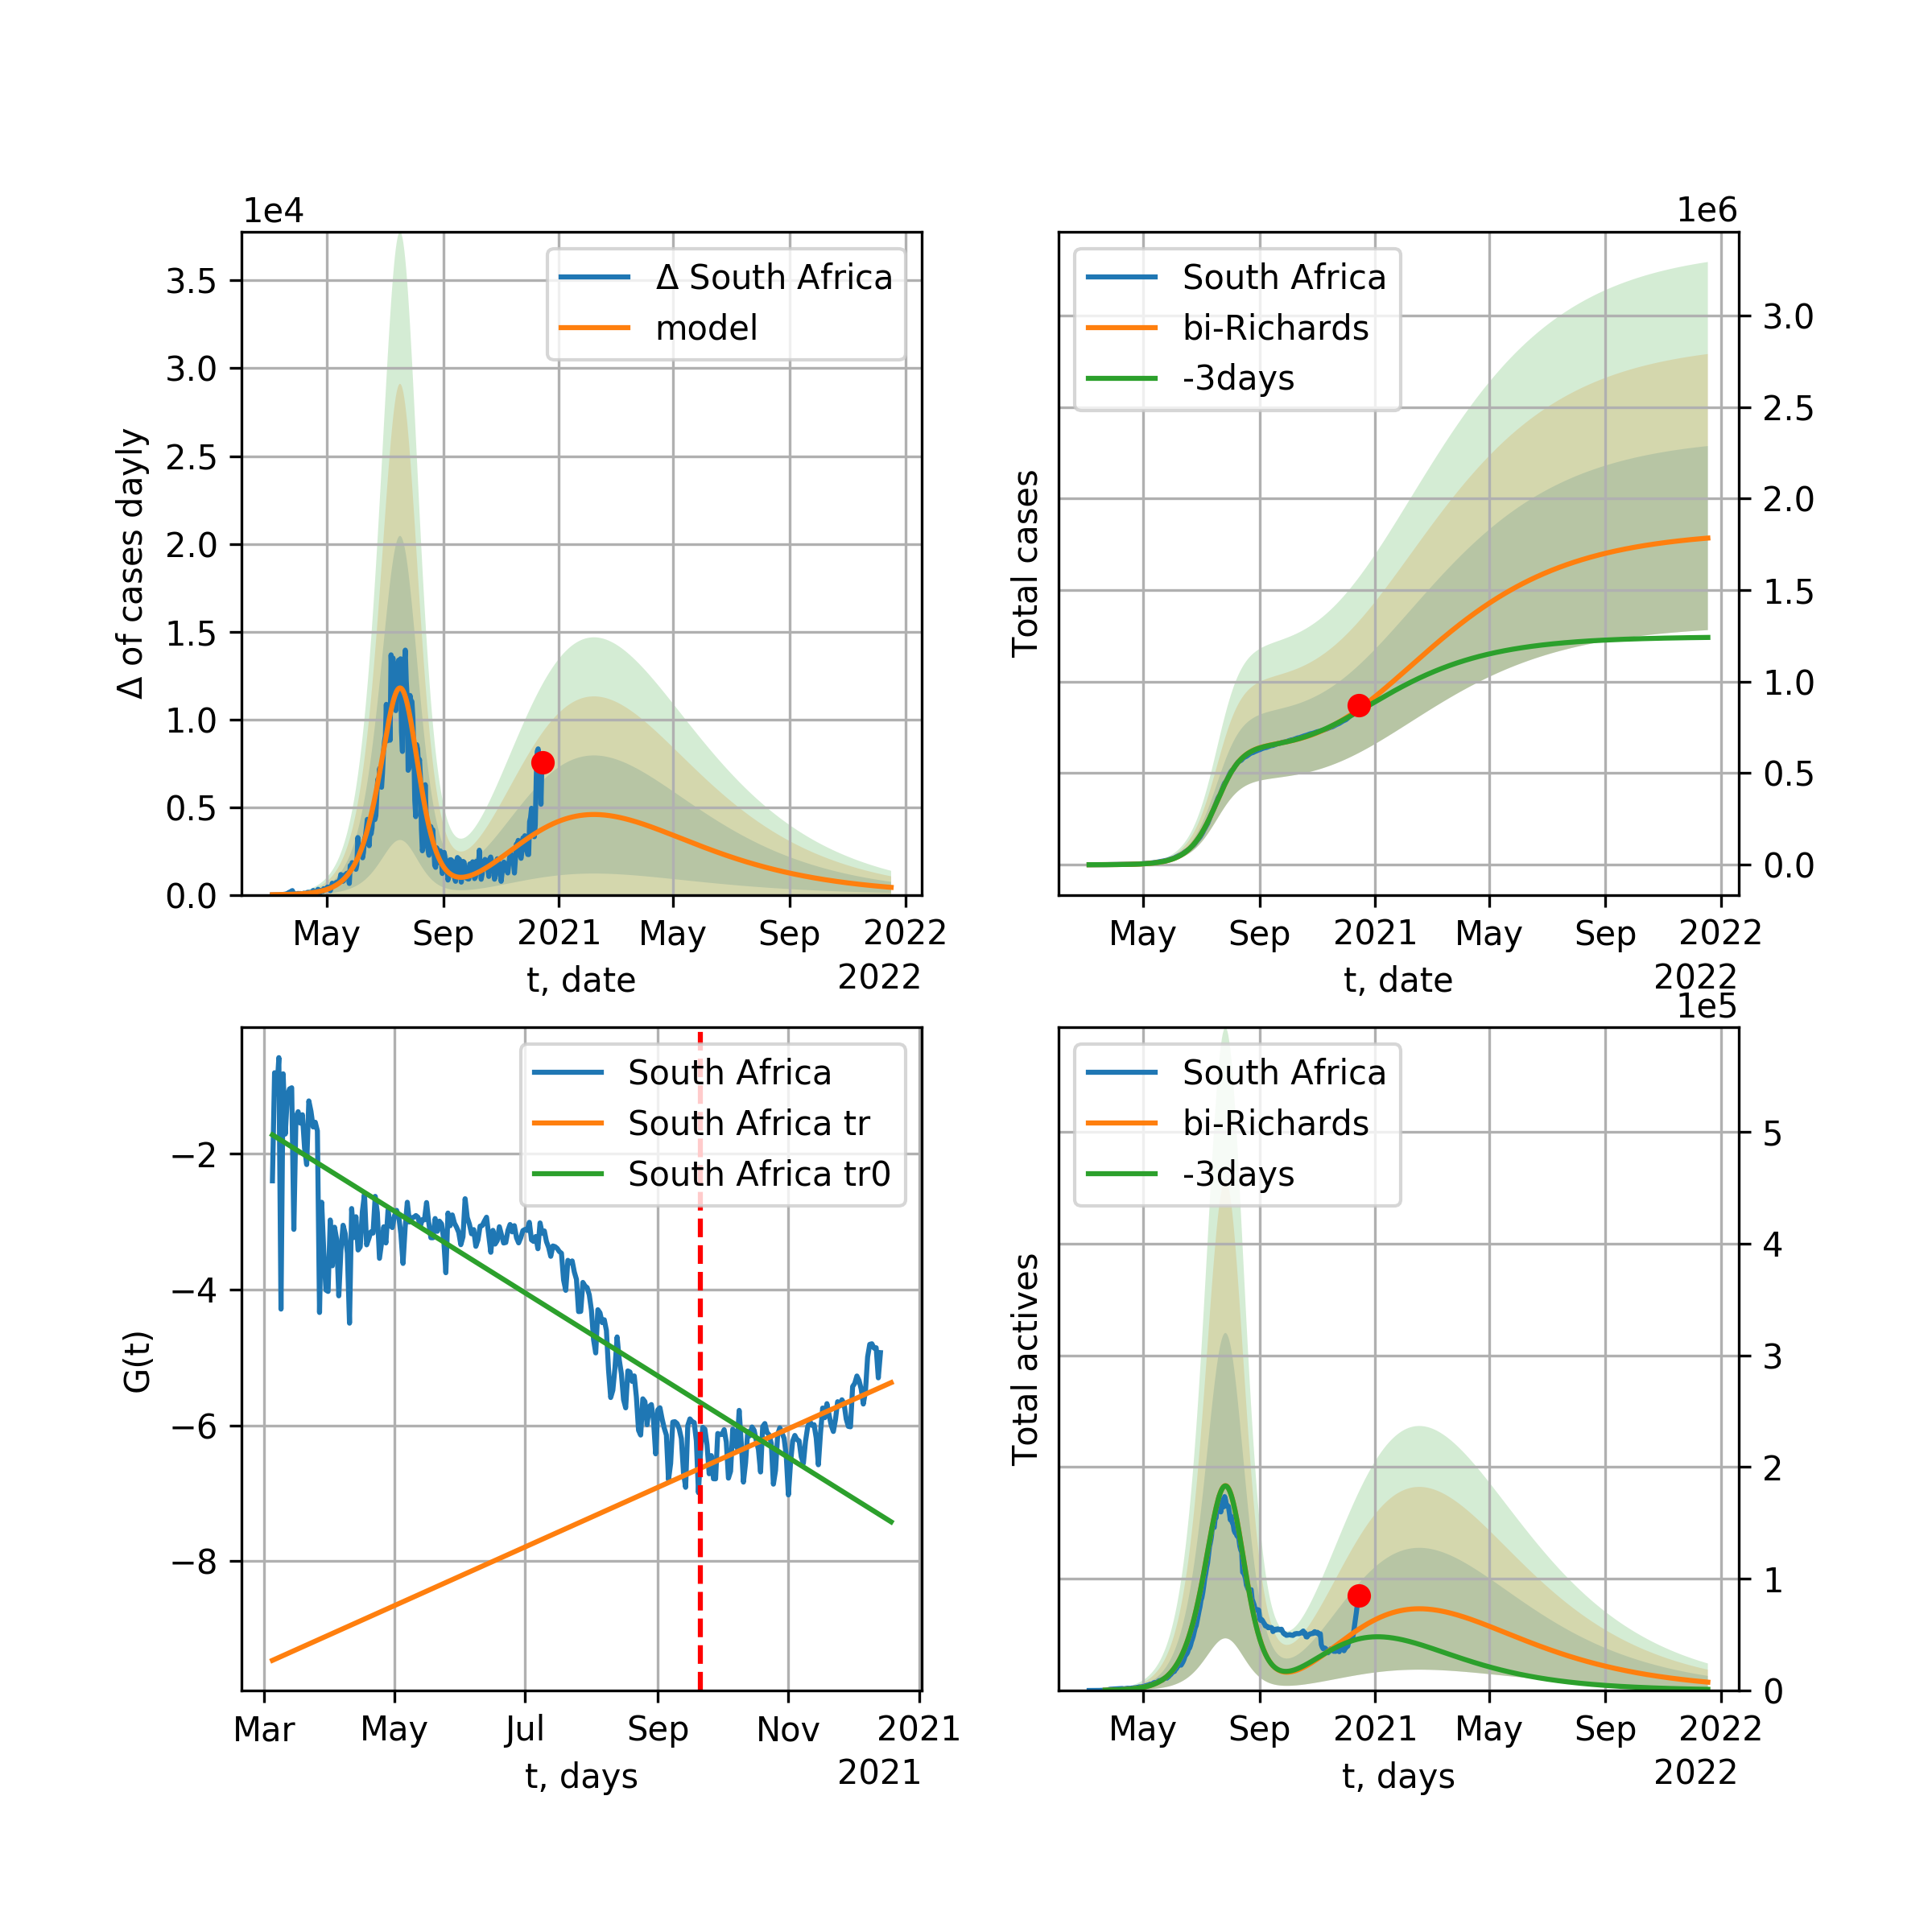 1e4
3.5
3.0
2.5
2.0
1.5
1.0
0.5
0.0
Δ of cases dayly
Δ South Africa
model
May Sep 2021 May Sep 2022
t, date
2022
1e6
Total cases
South Africa
bi-Richards
-3days
3.0
2.5
2.0
1.5
1.0
0.5
0.0
May Sep 2021 May Sep 2022
t, date
2022
G(t)
−2
−4
−6
−8
South Africa
South Africa tr
South Africa tr0
Mar May Jul Sep Nov 2021
t, days
2021
1e5
Total actives
South Africa
bi-Richards
-3days
5
4
3
2
1
0
May Sep 2021 May Sep 2022
t, days
2022